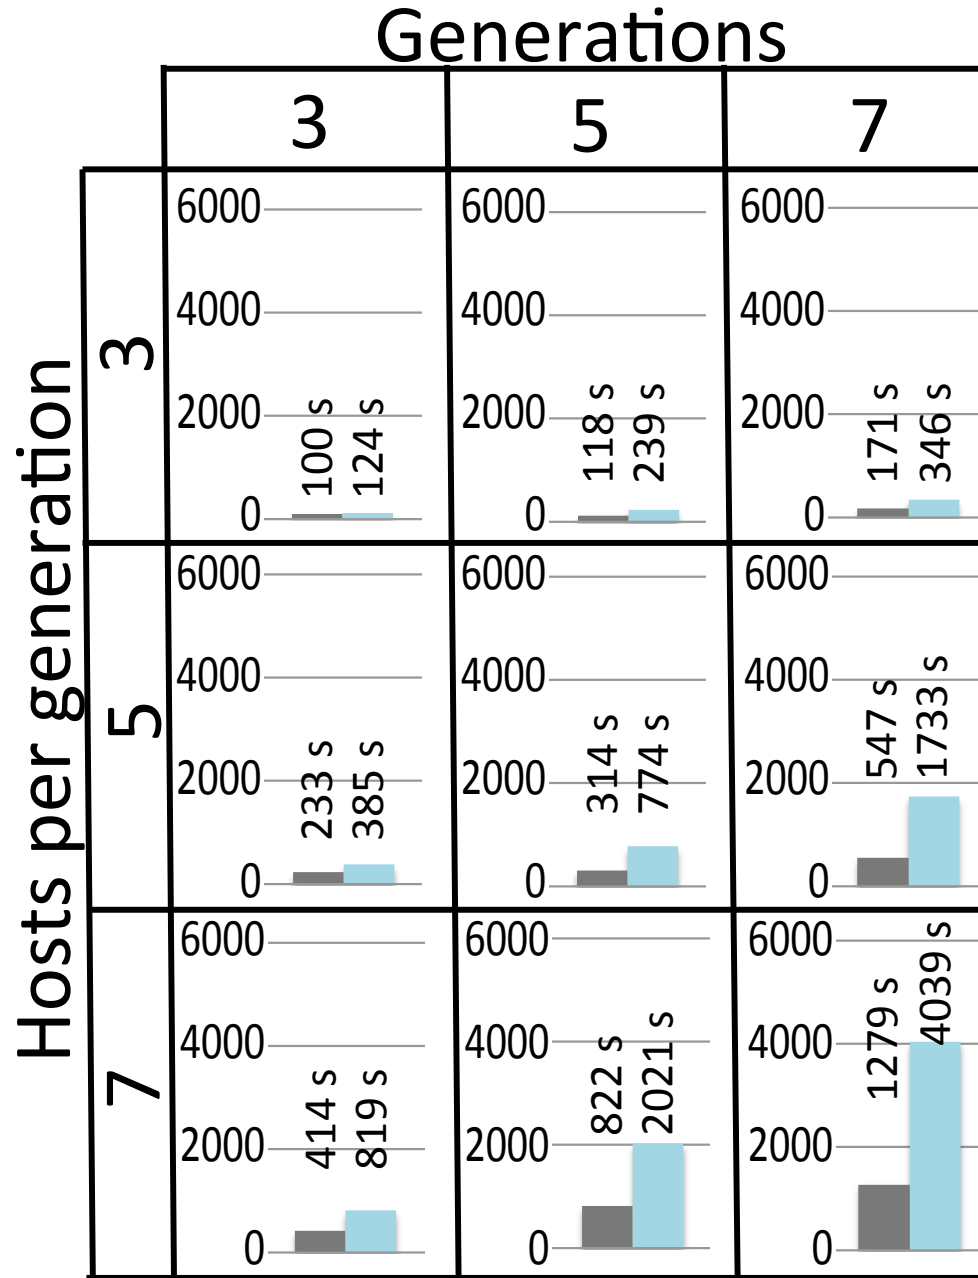 Generations
3 5 7
Hosts per generation
3
6000
4000
2000
0
100 s
124 s
6000
4000
2000
0
118 s
239 s
6000
4000
2000
0
171 s
346 s
5
6000
4000
2000
0
233 s
385 s
6000
4000
2000
0
314 s
774 s
6000
4000
2000
0
547 s
1733 s
7
6000
4000
2000
0
414 s
819 s
6000
4000
2000
0
822 s
2021 s
6000
4000
2000
0
1279 s
4039 s